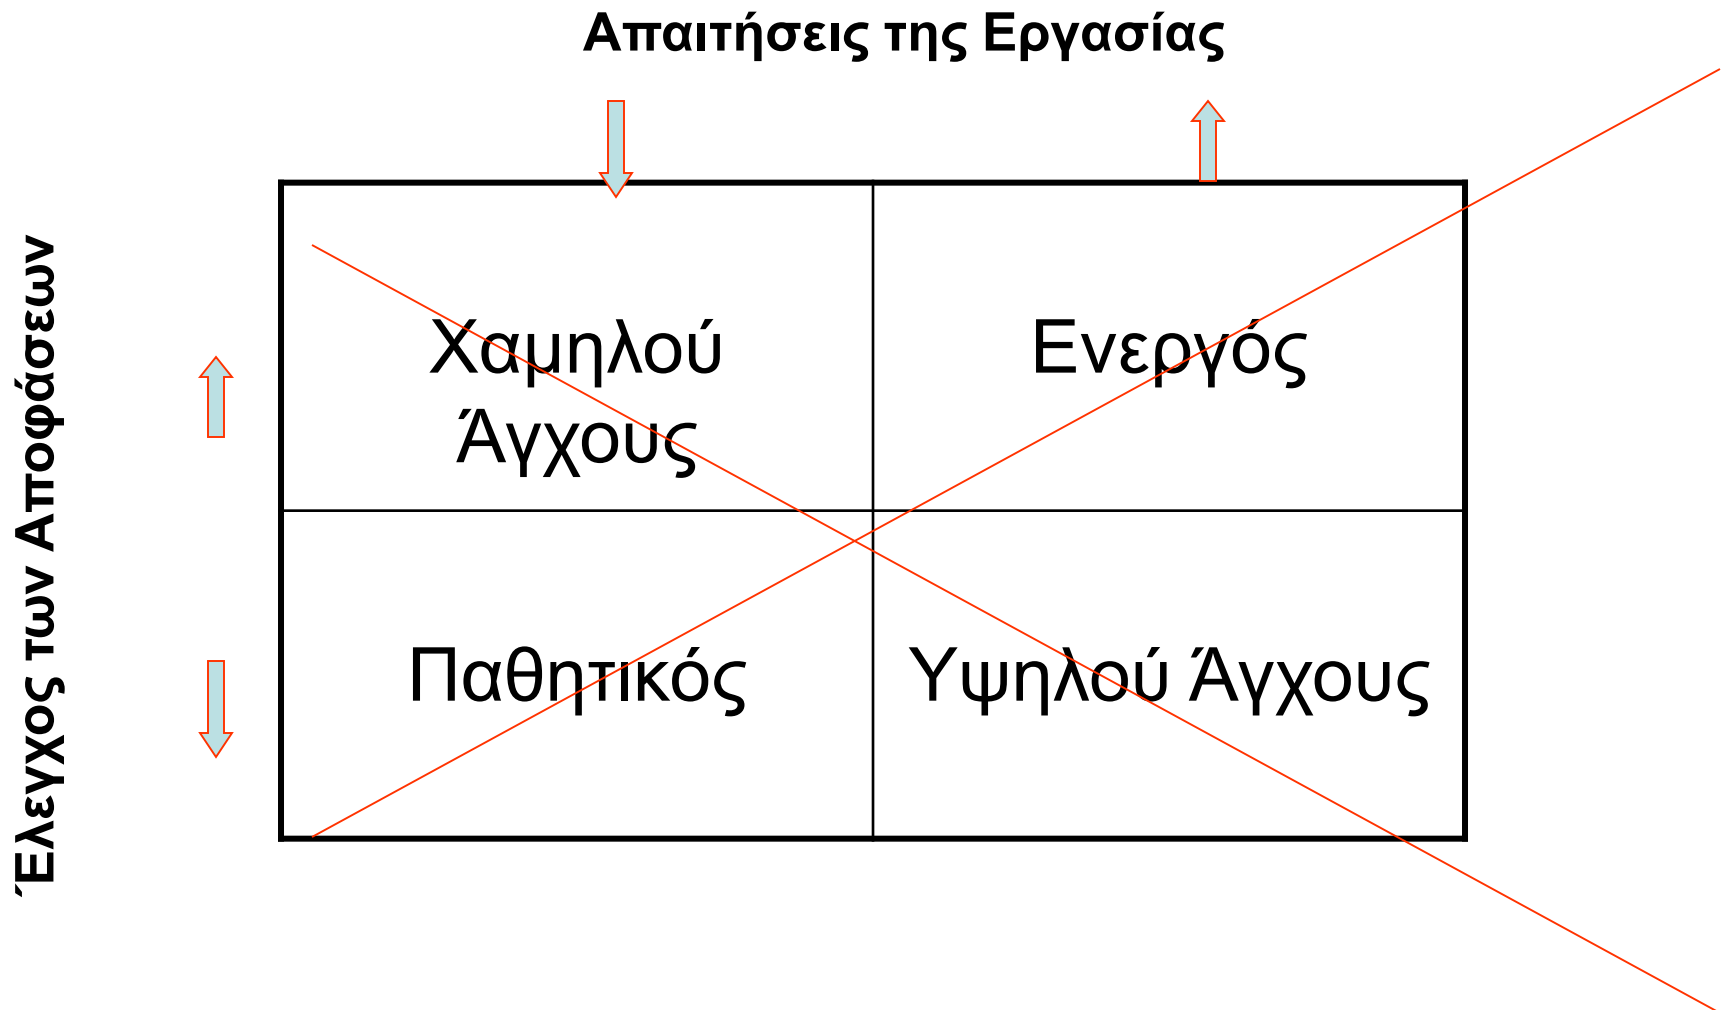 Απαιτήσεις της Εργασίας
Έλεγχος των Αποφάσεων
Χαμηλού
Άγχους
Ενεργός
Παθητικός
Υψηλού Άγχους